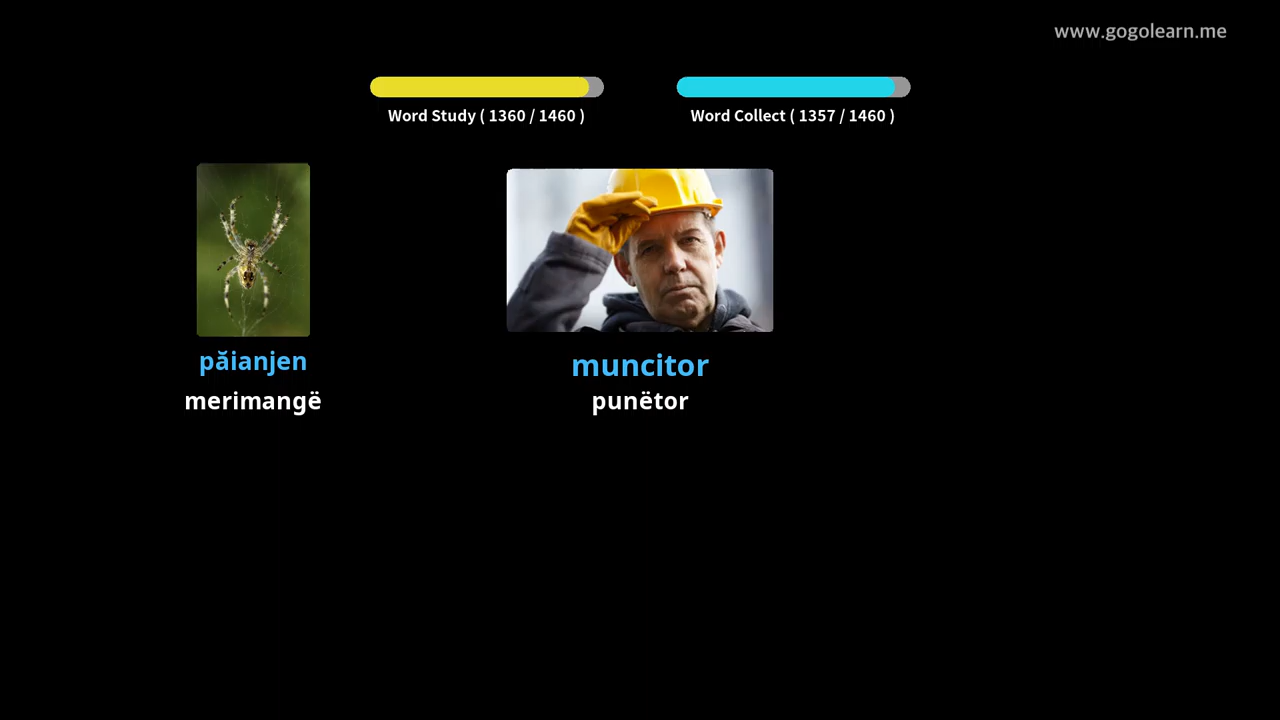 www.gogolearn.me
Word Study ( 1360 / 1460 )
Word Collect ( 1357 / 1460 )
păianjen
merimangë
muncitor
punëtor